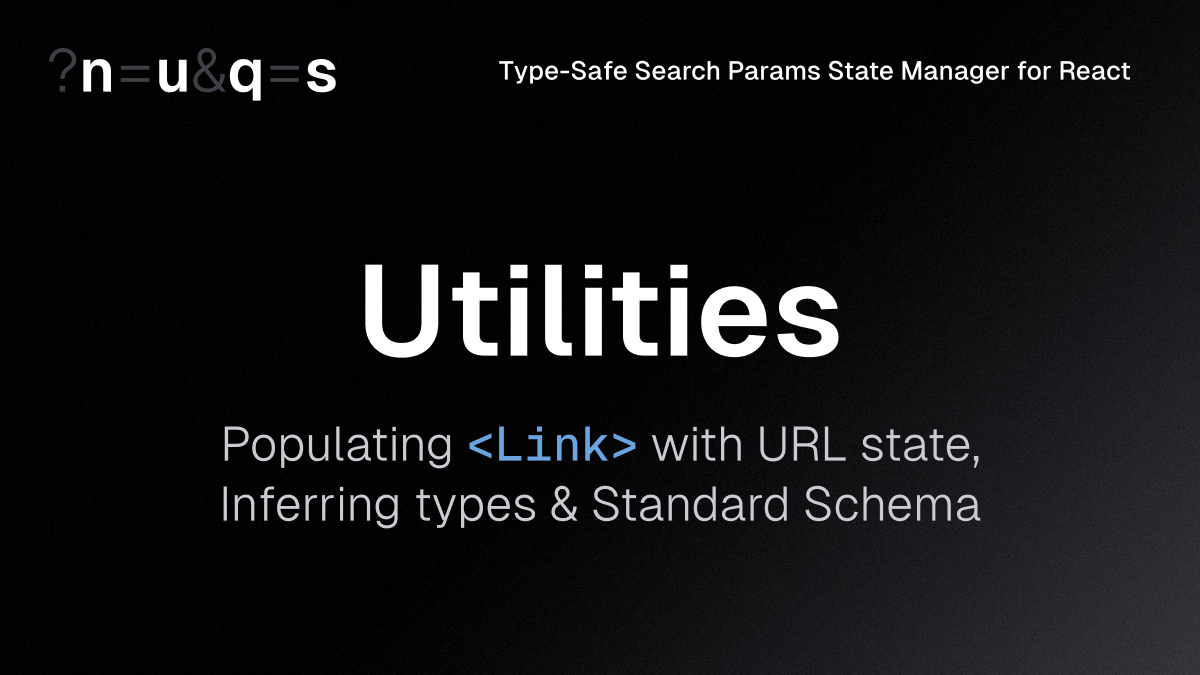 ?n=u&q=s
Type-Safe Search Params State Manager for React
Utilities
Populating <Link> with URL state,
Inferring types & Standard Schema